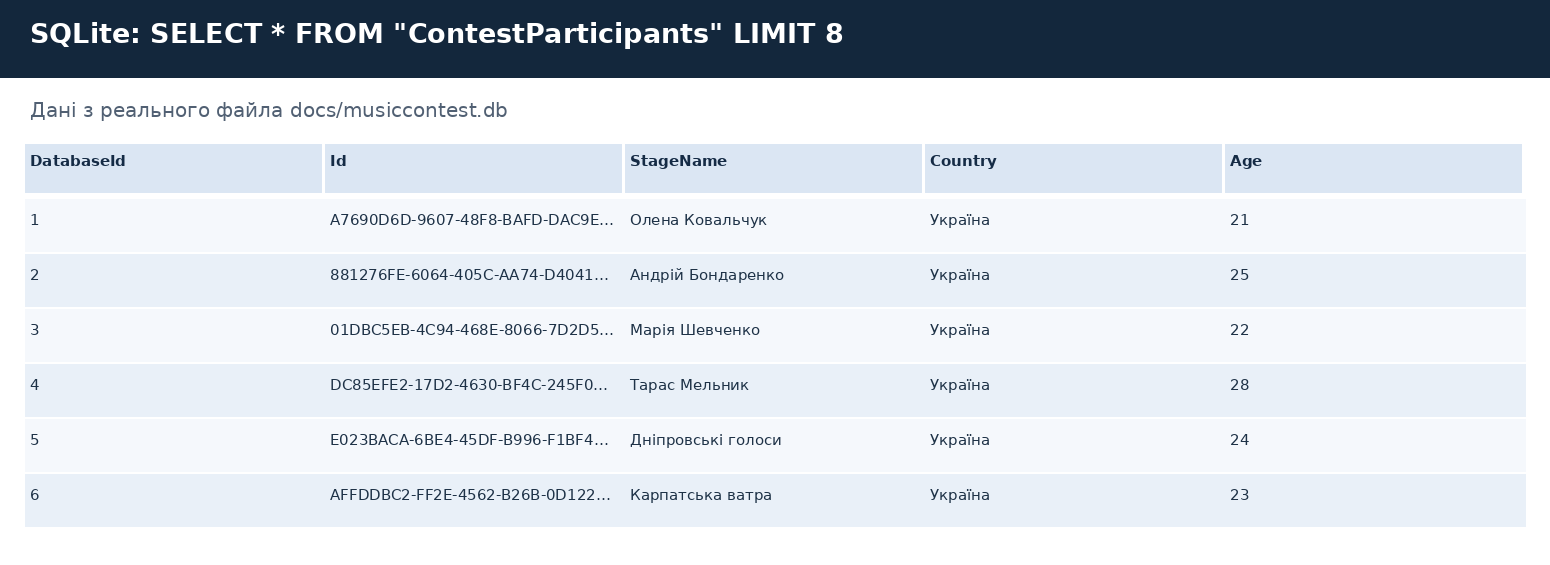 SQLite: SELECT * FROM "ContestParticipants" LIMIT 8
Дані з реального файла docs/musiccontest.db
DatabaseId Id StageName Country Age
1 A7690D6D-9607-48F8-BAFD-DAC9E... Олена Ковальчук Україна 21
2 881276FE-6064-405C-AA74-D4041... Андрій Бондаренко Україна 25
3 01DBC5EB-4C94-468E-8066-7D2D5... Марія Шевченко Україна 22
4 DC85EFE2-17D2-4630-BF4C-245F0... Тарас Мельник Україна 28
5 E023BACA-6BE4-45DF-B996-F1BF4... Дніпровські голоси Україна 24
6 AFFDDBC2-FF2E-4562-B26B-0D122... Карпатська ватра Україна 23